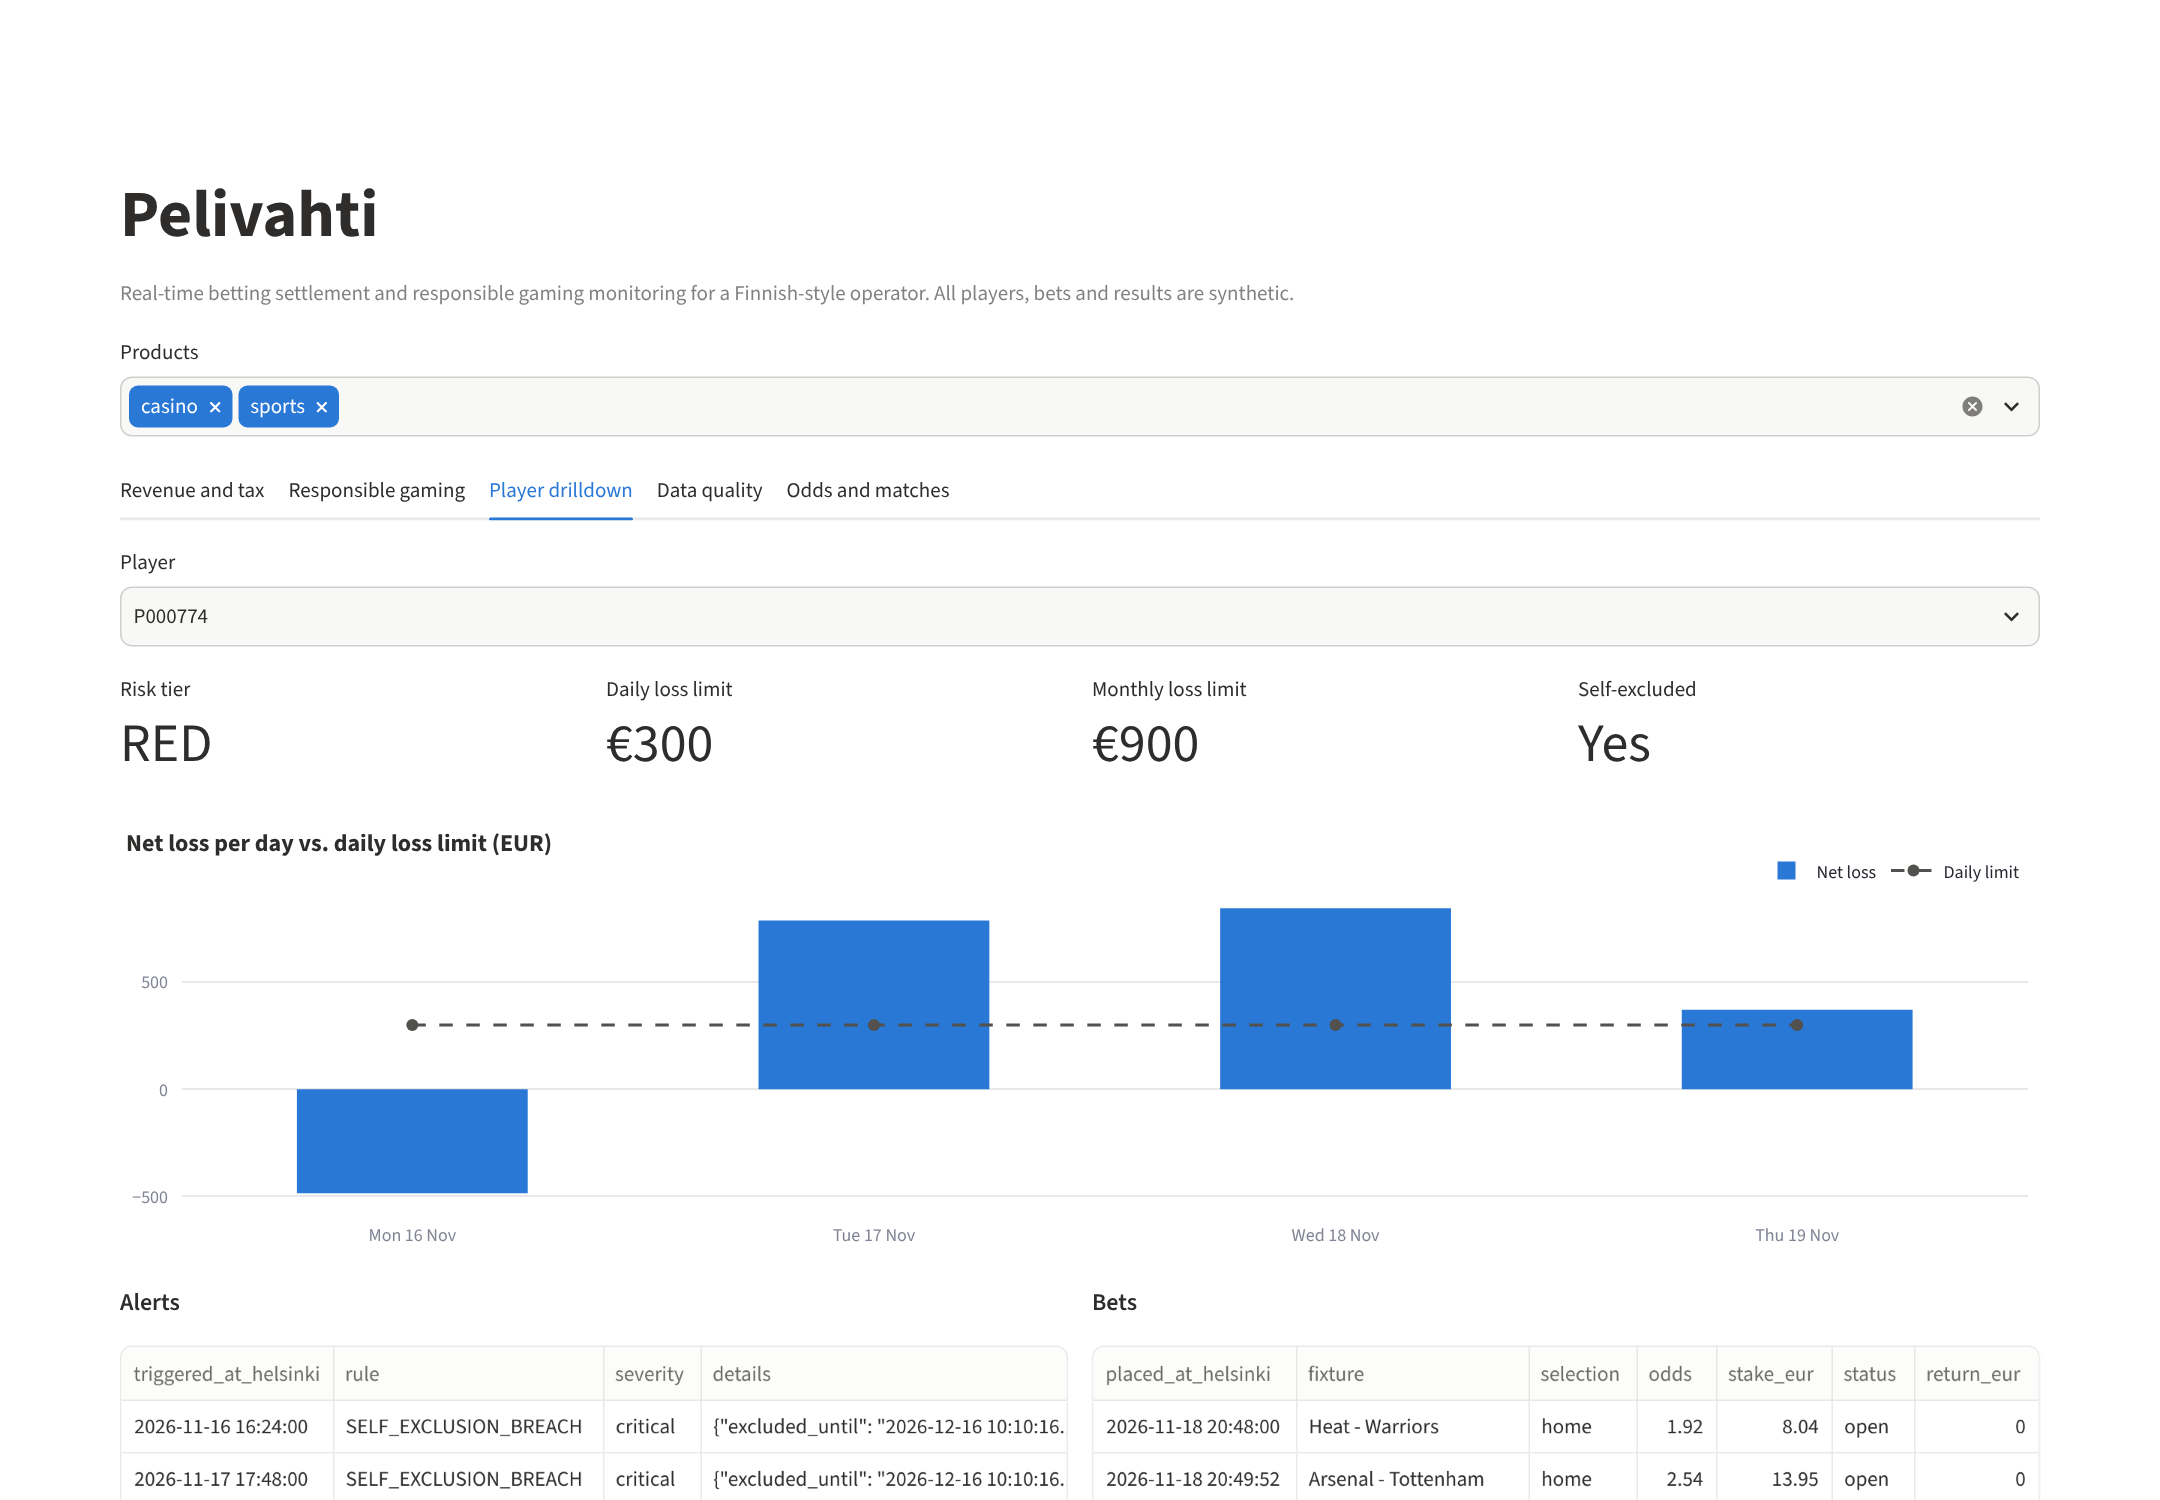 Pelivahti
Real-time betting settlement and responsible gaming monitoring for a Finnish-style operator. All players, bets and results are synthetic.
Products
casino sports
Revenue and tax Responsible gaming Player drilldown Data quality Odds and matches
Player
P000774
Risk tier Daily loss limit Monthly loss limit Self-excluded
RED €300 €900 Yes
Net loss per day vs. daily loss limit (EUR)
Net loss Daily limit
500
0
−500
Mon 16 Nov Tue 17 Nov Wed 18 Nov Thu 19 Nov
Alerts
triggered_at_helsinki rule severity details
2026-11-16 16:24:00 SELF_EXCLUSION_BREACH critical {"excluded_until": "2026-12-16 10:10:16.
2026-11-17 17:48:00 SELF_EXCLUSION_BREACH critical {"excluded_until": "2026-12-16 10:10:16.
Bets
placed_at_helsinki fixture selection odds stake_eur status return_eur
2026-11-18 20:48:00 Heat - Warriors home 1.92 8.04 open 0
2026-11-18 20:49:52 Arsenal - Tottenham home 2.54 13.95 open 0